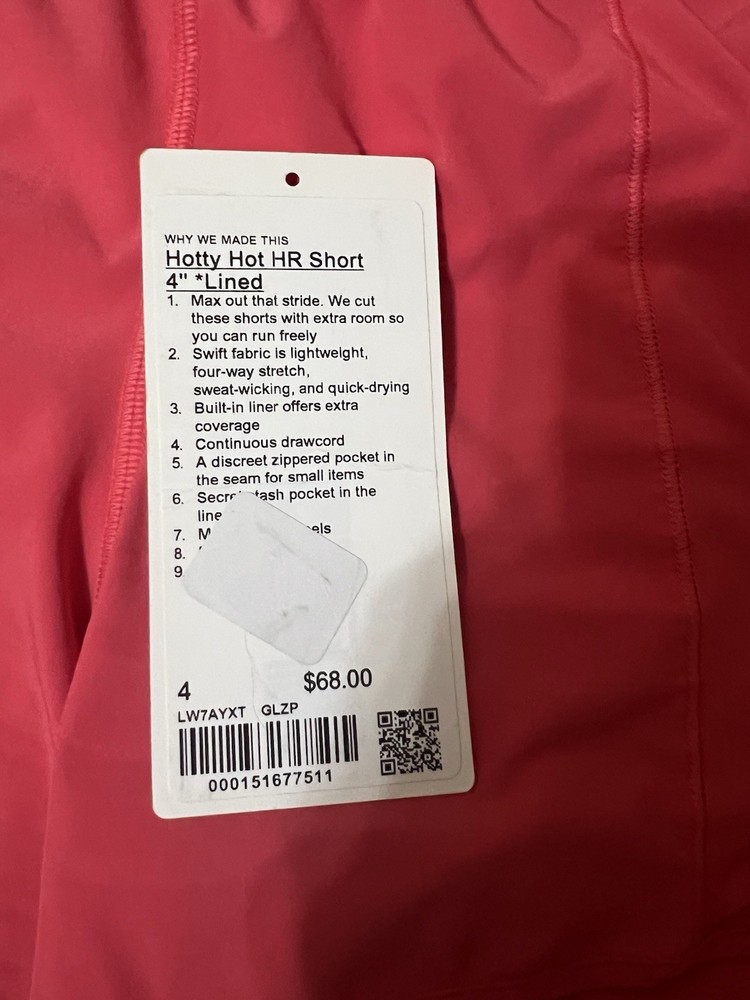 WHY WE MADE THIS
Hotty Hot HR Short
4" *Lined
1. Max out that stride. We cut
these shorts with extra room so
you can run freely
2. Swift fabric is lightweight,
four-way stretch,
sweat-wicking, and quick-drying
3. Built-in liner offers extra
coverage
4. Continuous drawcord
5. A discreet zippered pocket in
the seam for small items
6. pocket in the
7.
8.
9
4 $68.00
LW7AYXT GLZP
000151677511